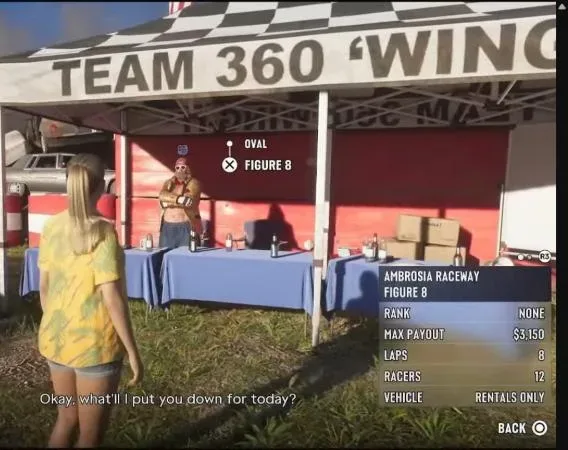 TEAM 360 'WING
OVAL
FIGURE 8
R3
AMBROSIA RACEWAY
FIGURE 8
RANK NONE
MAX PAYOUT $3,150
LAPS 8
RACERS 12
VEHICLE RENTALS ONLY
Okay, what'll I put you down for today?
BACK